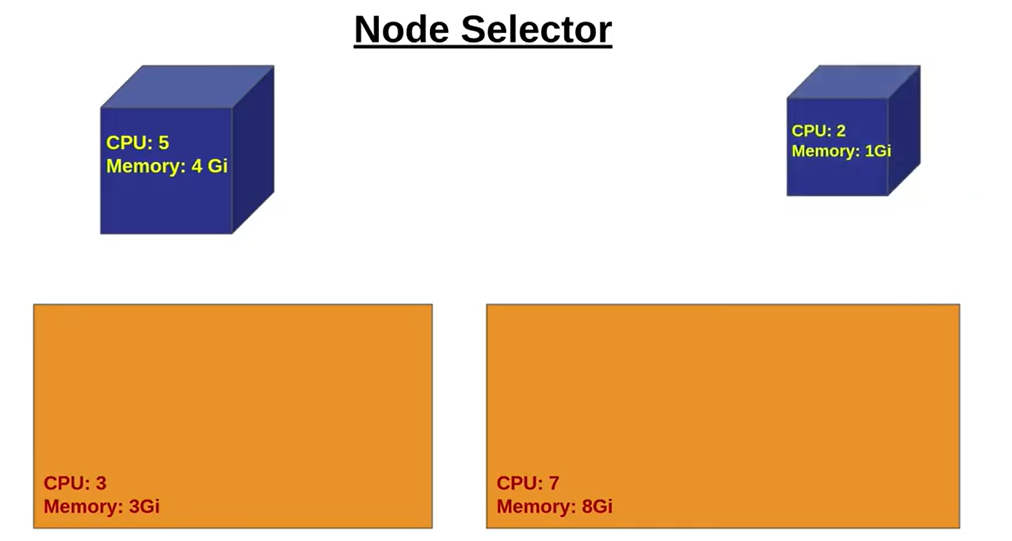 Node Selector
CPU: 5
Memory: 4 Gi
CPU: 2
Memory: 1Gi
CPU: 3
Memory: 3Gi
CPU: 7
Memory: 8Gi